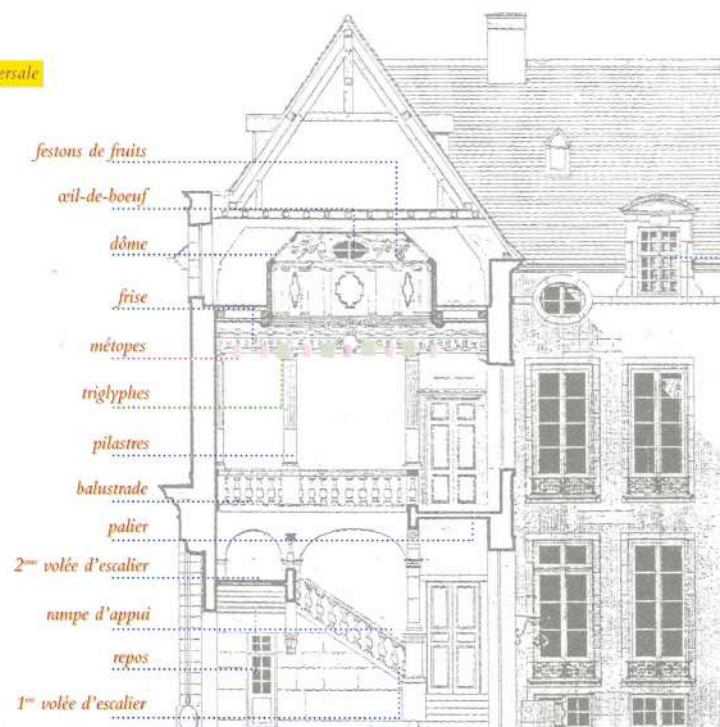 ersale
festons de fruits
œil-de-boeuf
dôme
frise
métopes
triglyphes
pilastres
balustrade
palier
2ème volée d'escalier
rampe d'appui
repos
1ère volée d'escalier